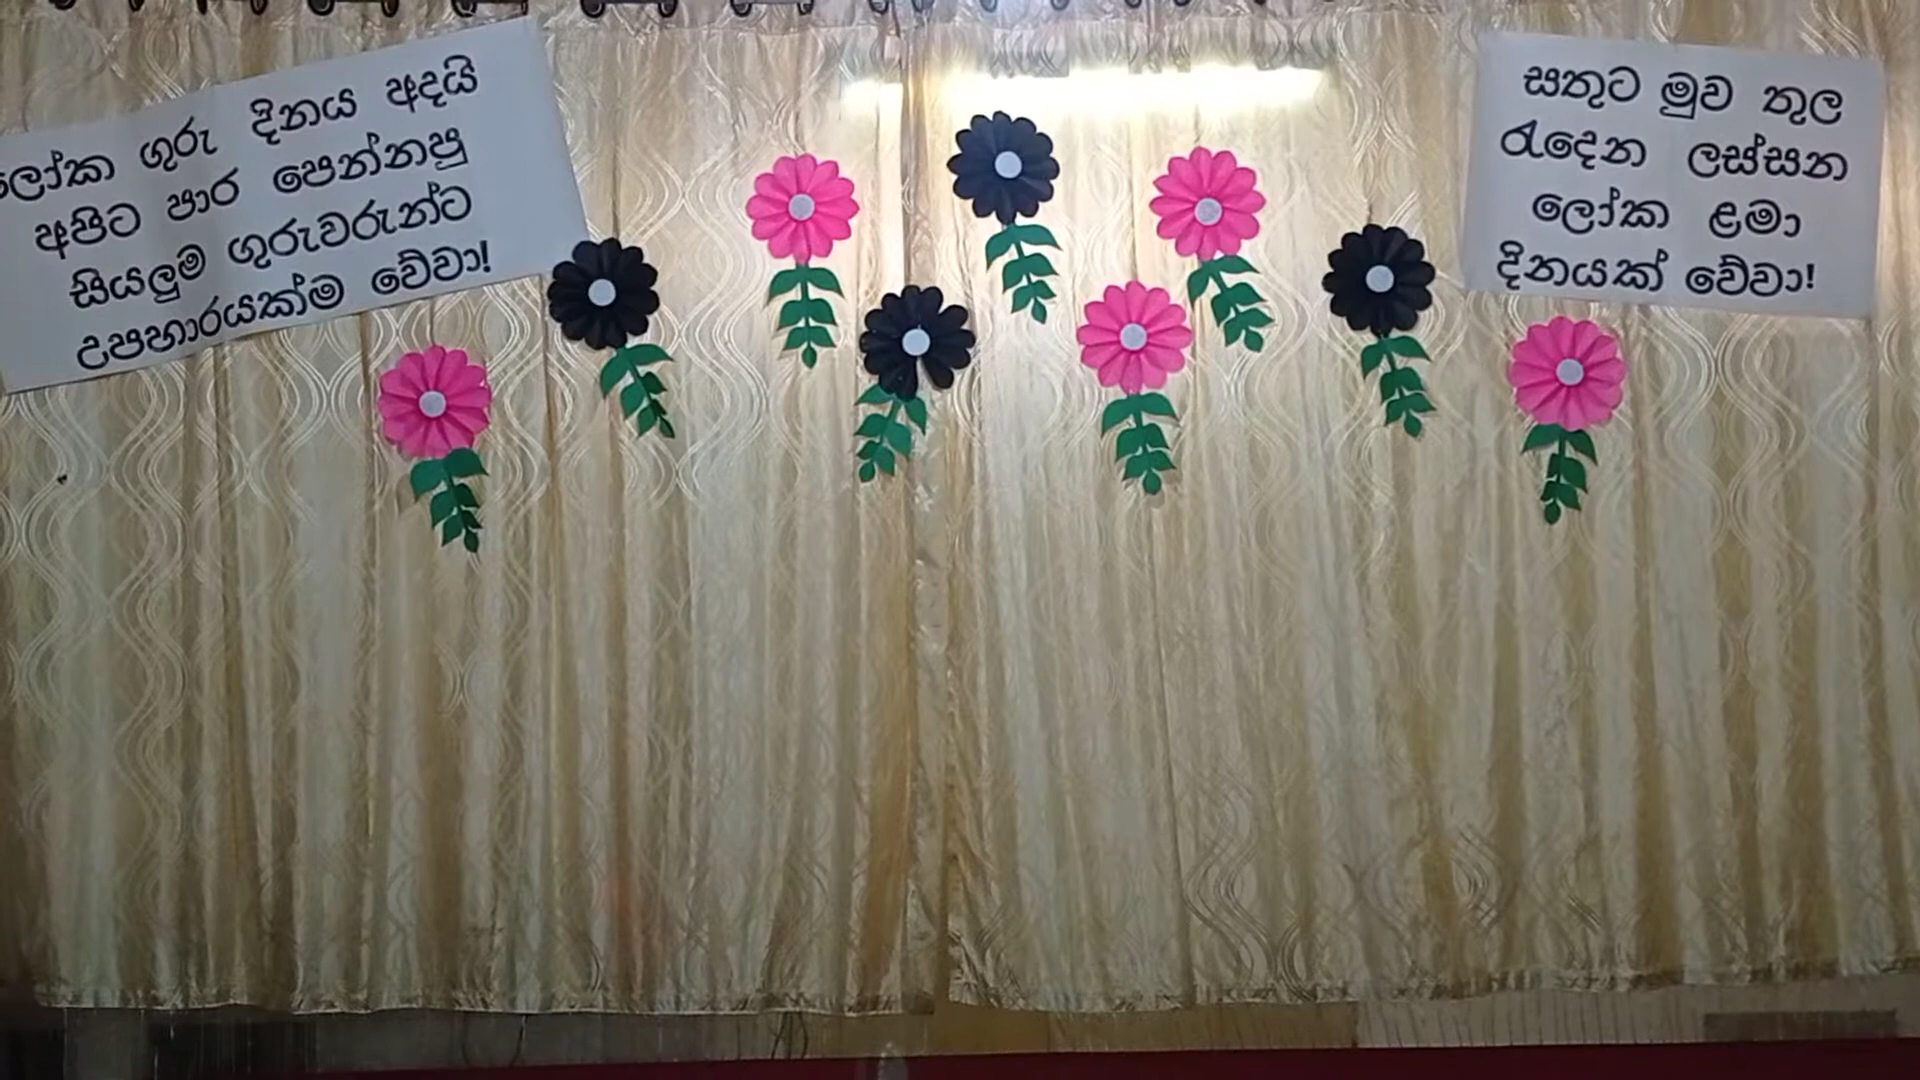 ලෝක ගුරු දිනය අදයි
අපිට පාර පෙන්නපු
සියලුම ගුරුවරුන්ට
උපහාරයක්ම වේවා!
සතුට මුව තුල
රැඳෙන ලස්සන
ලෝක ළමා
දිනයක් වේවා!